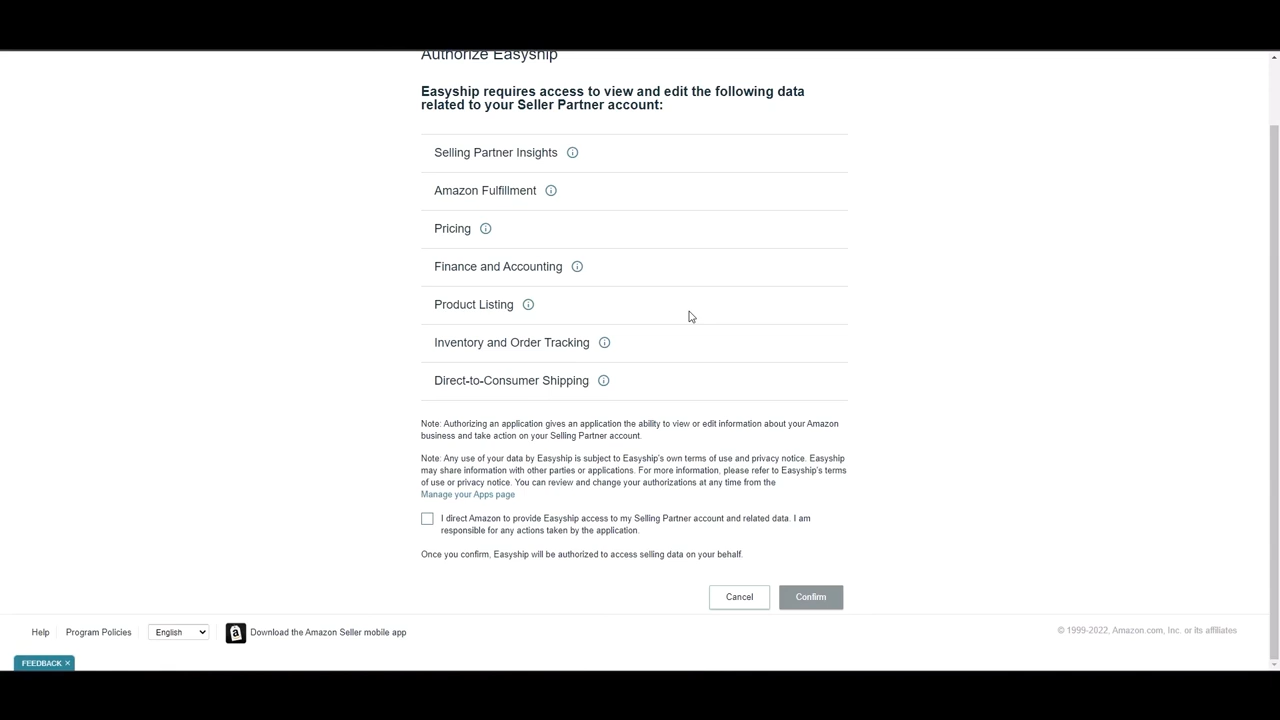 Authorize Easyship
Easyship requires access to view and edit the following data
related to your Seller Partner account:
Selling Partner Insights
Amazon Fulfillment
Pricing
Finance and Accounting
Product Listing
Inventory and Order Tracking
Direct-to-Consumer Shipping
Note: Authorizing an application gives an application the ability to view or edit information about your Amazon
business and take action on your Selling Partner account.
Note: Any use of your data by Easyship is subject to Easyship's own terms of use and privacy notice. Easyship
may share information with other parties or applications. For more information, please refer to Easyship's terms
of use or privacy notice. You can review and change your authorizations at any time from the
Manage your Apps page
I direct Amazon to provide Easyship access to my Selling Partner account and related data. I am
responsible for any actions taken by the application.
Once you confirm, Easyship will be authorized to access selling data on your behalf.
Cancel Confirm
Help Program Policies English Download the Amazon Seller mobile app © 1999-2022, Amazon.com, Inc. or its affiliates
FEEDBACK ×